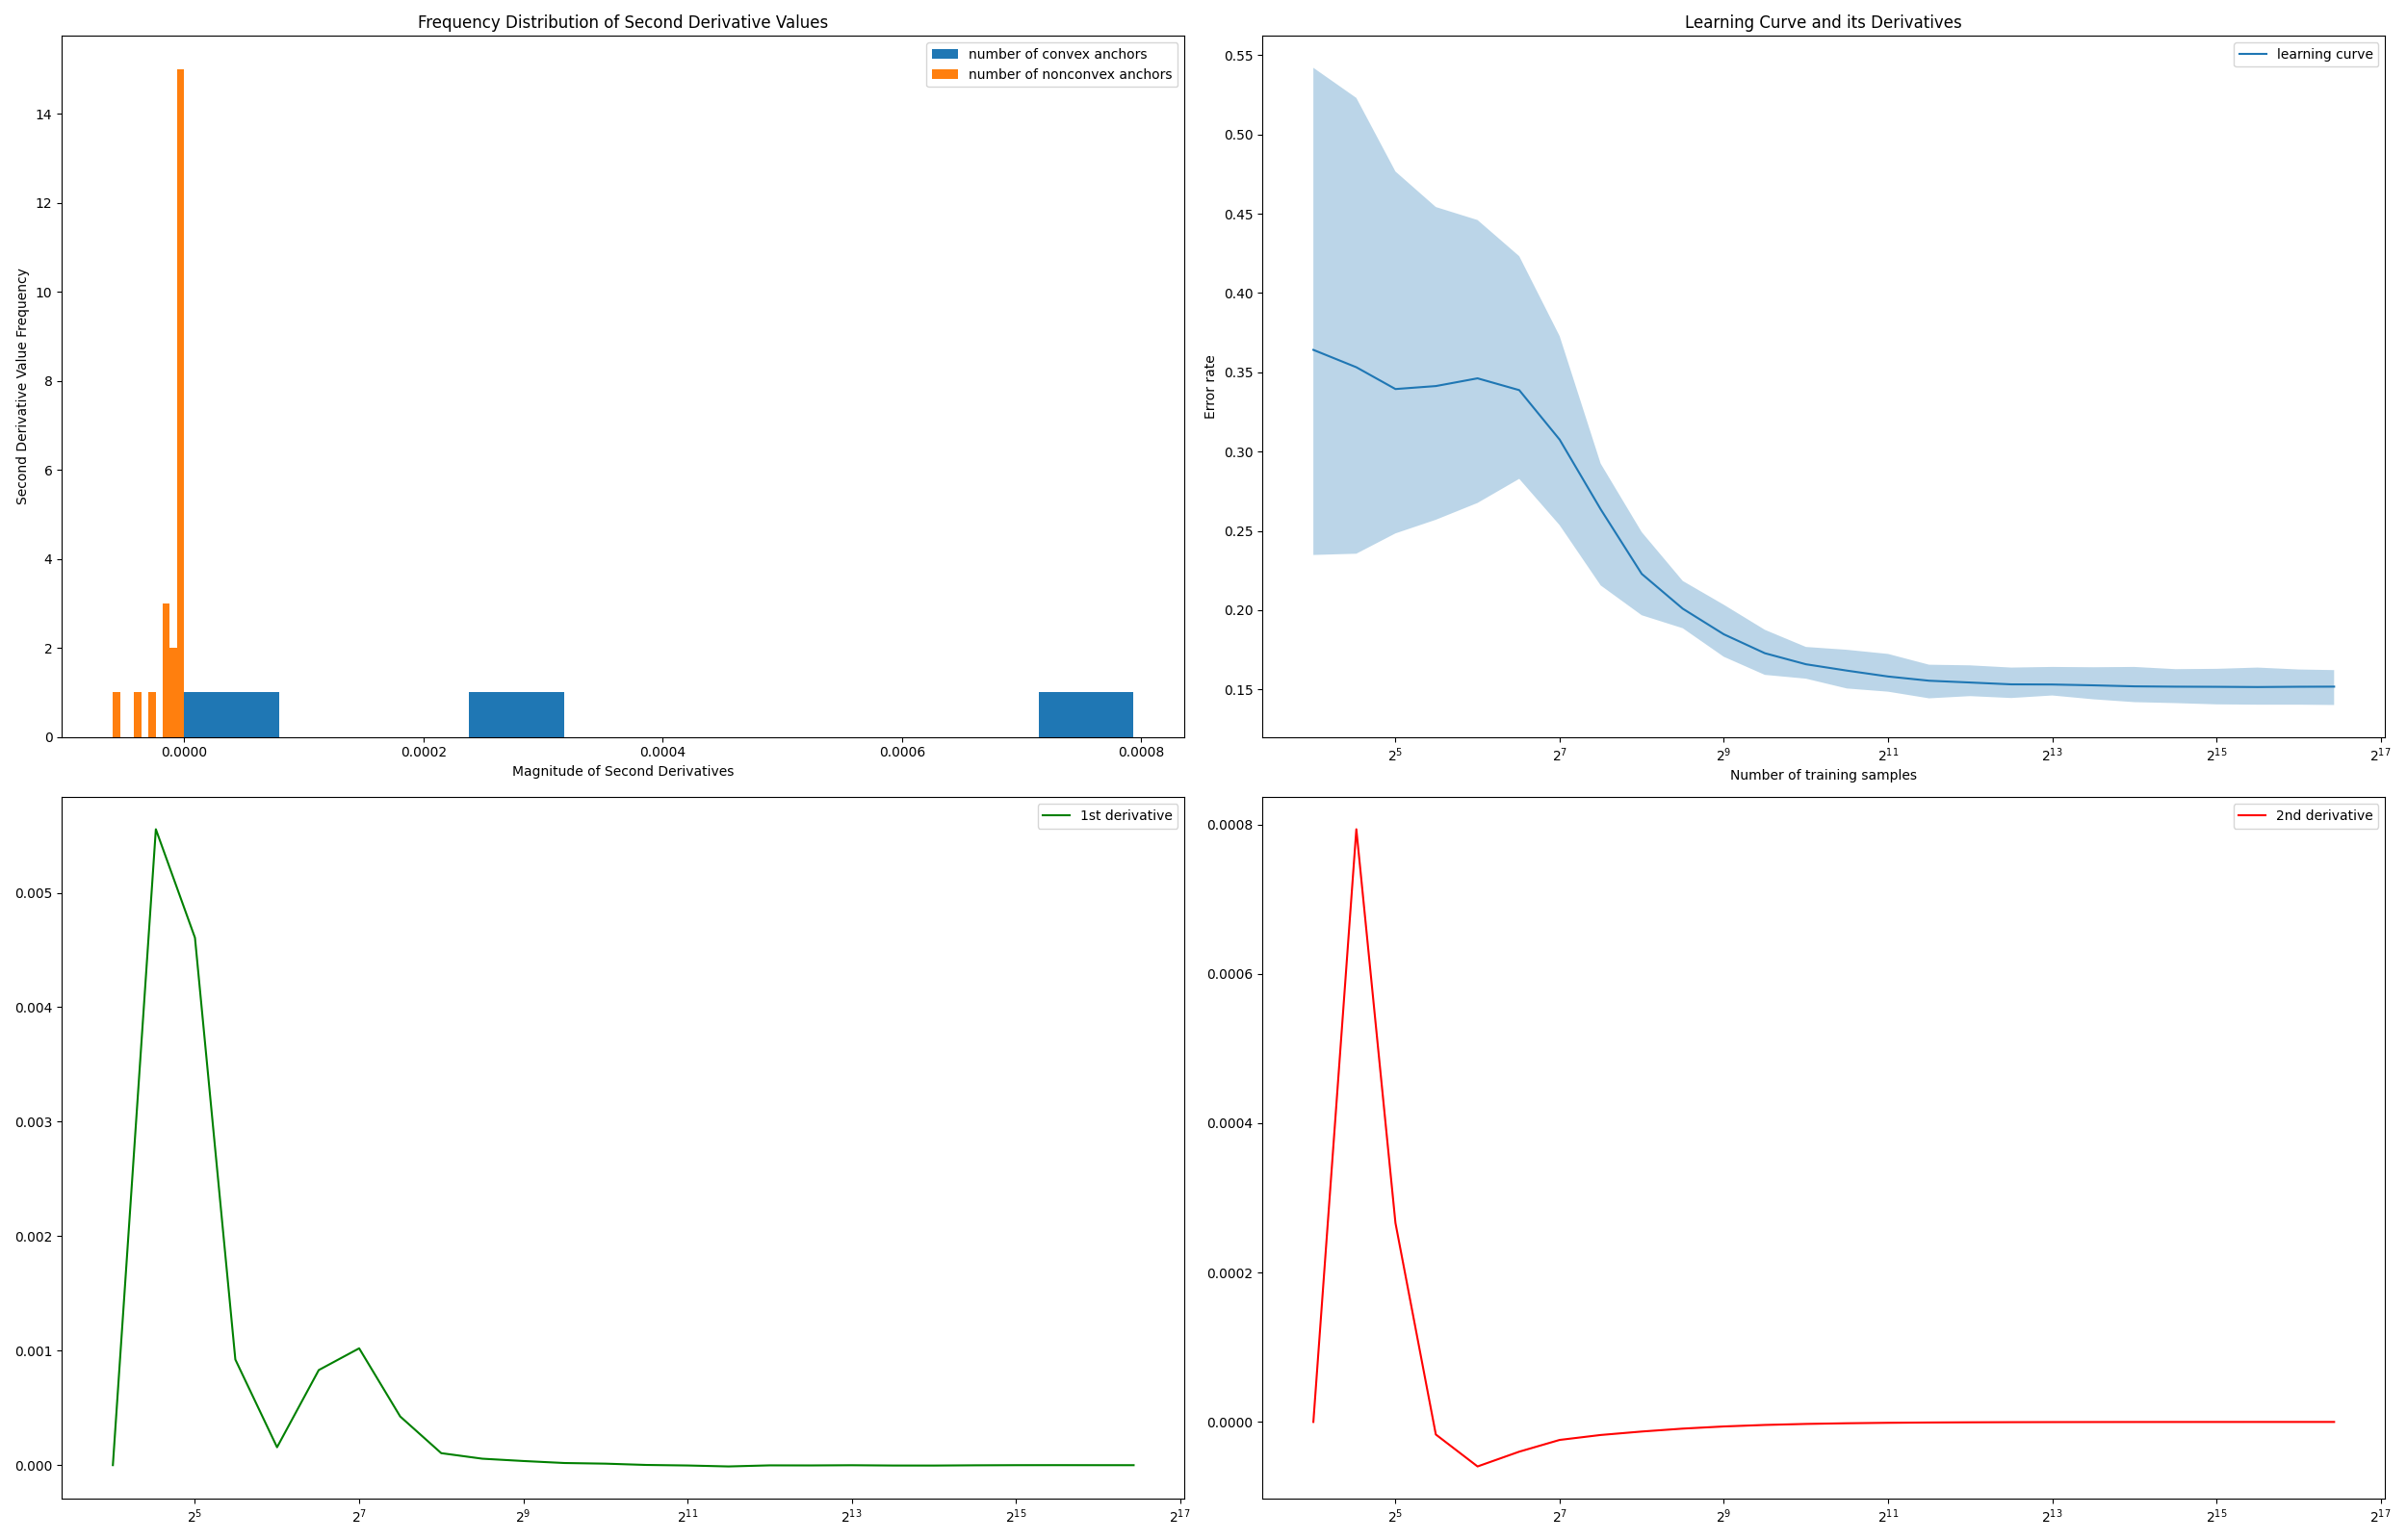 Frequency Distribution of Second Derivative Values
number of convex anchors
number of nonconvex anchors
Second Derivative Value Frequency
14
12
10
8
6
4
2
0
0.0000 0.0002 0.0004 0.0006 0.0008
Magnitude of Second Derivatives
Learning Curve and its Derivatives
learning curve
Error rate
0.55
0.50
0.45
0.40
0.35
0.30
0.25
0.20
0.15
2^5 2^7 2^9 2^11 2^13 2^15 2^17
Number of training samples
1st derivative
0.005
0.004
0.003
0.002
0.001
0.000
2^5 2^7 2^9 2^11 2^13 2^15 2^17
2nd derivative
0.0008
0.0006
0.0004
0.0002
0.0000
2^5 2^7 2^9 2^11 2^13 2^15 2^17